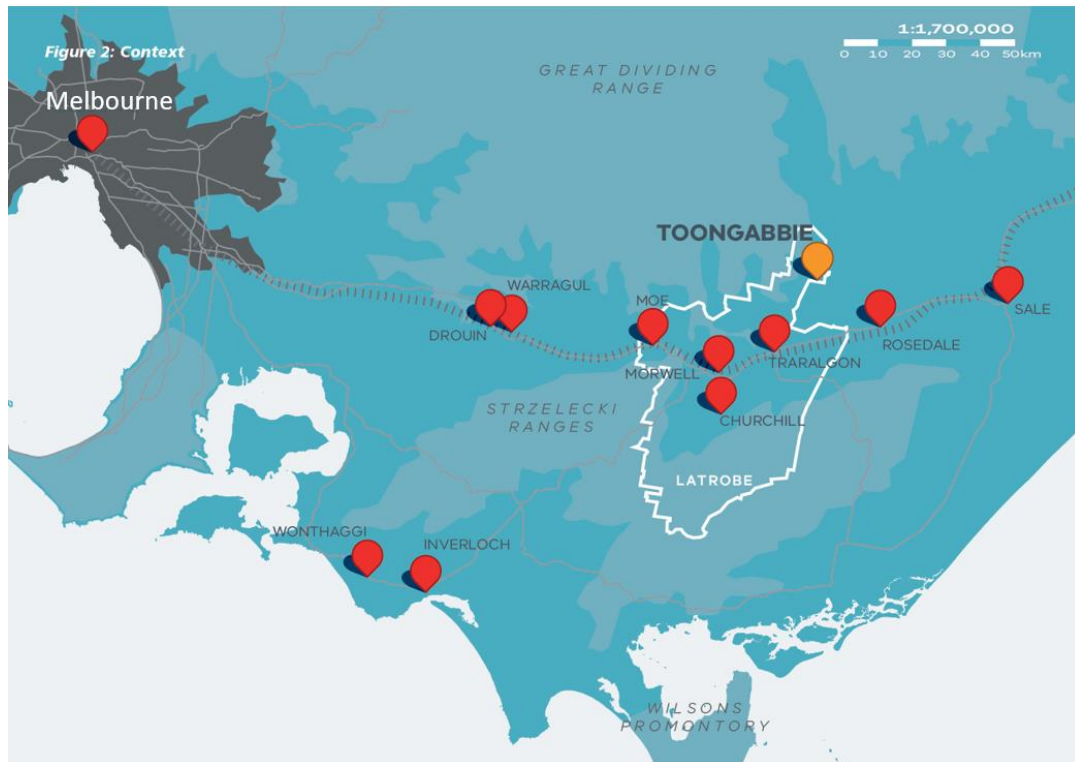 Figure 2: Context
1:1,700,000
0 10 20 30 40 50km
GREAT DIVIDING
RANGE
Melbourne
TOONGABBIE
WARRAGUL
MOE
SALE
DROUIN
ROSEDALE
TRARALGON
MORWELL
STRZELECKI
RANGES
CHURCHILL
LATROBE
WONTHAGGI
INVERLOCH
WILSONS
PROMONTORY